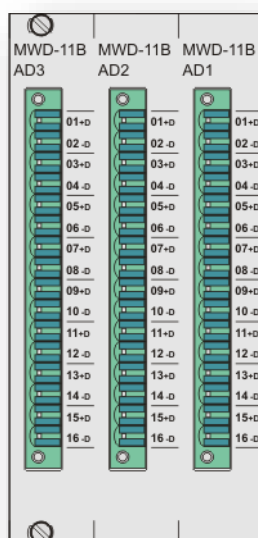 MWD-11B MWD-11B MWD-11B
AD3 AD2 AD1
01+D 01+D 01+D
02-D 02-D 02-D
03+D 03+D 03+D
04-D 04-D 04-D
05+D 05+D 05+D
06-D 06-D 06-D
07+D 07+D 07+D
08-D 08-D 08-D
09+D 09+D 09+D
10-D 10-D 10-D
11+D 11+D 11+D
12-D 12-D 12-D
13+D 13+D 13+D
14-D 14-D 14-D
15+D 15+D 15+D
16-D 16-D 16-D